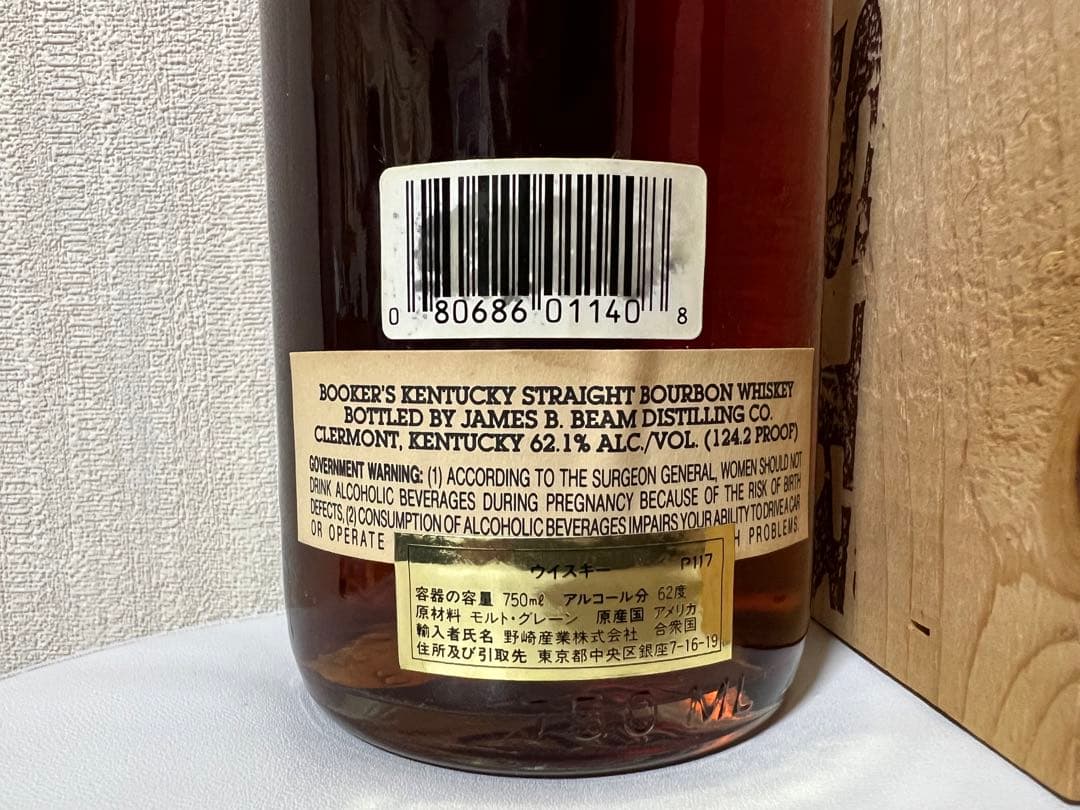 0 80686 01140 8
BOOKER'S KENTUCKY STRAIGHT BOURBON WHISKEY
BOTTLED BY JAMES B. BEAM DISTILLING CO.
CLERMONT, KENTUCKY 62.1% ALC./VOL. (124.2 PROOF)
GOVERNMENT WARNING: (1) ACCORDING TO THE SURGEON GENERAL, WOMEN SHOULD NOT
DRINK ALCOHOLIC BEVERAGES DURING PREGNANCY BECAUSE OF THE RISK OF BIRTH
DEFECTS, (2) CONSUMPTION OF ALCOHOLIC BEVERAGES IMPAIRS YOUR ABILITY TO DRIVE A CAR
OR OPERATE H PROBLEMS.
ウイスキー P117
容器の容量 750mℓ アルコール分 62度
原材料 モルト・グレーン 原産国 アメリカ
合衆国
輸入者氏名 野崎産業株式会社
住所及び引取先 東京都中央区銀座7-16-19
750 ML